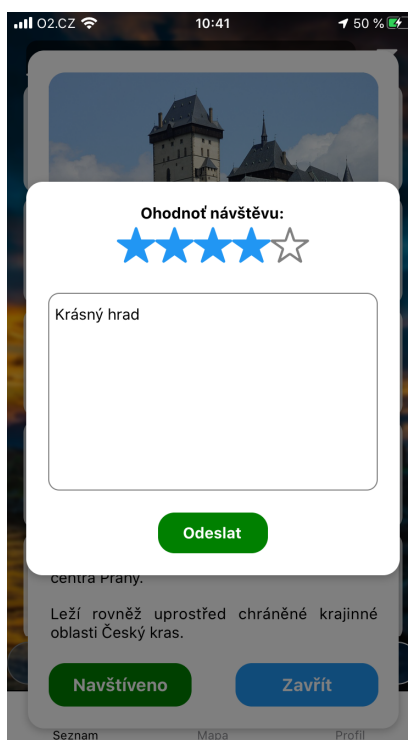 O2.CZ 10:41 50 %
Ohodnoť návštěvu:
Krásný hrad
Odeslat
centra Prahy.
Leží rovněž uprostřed chráněné krajinné
oblasti Český kras.
Navštíveno Zavřít
Seznam Mapa Profil